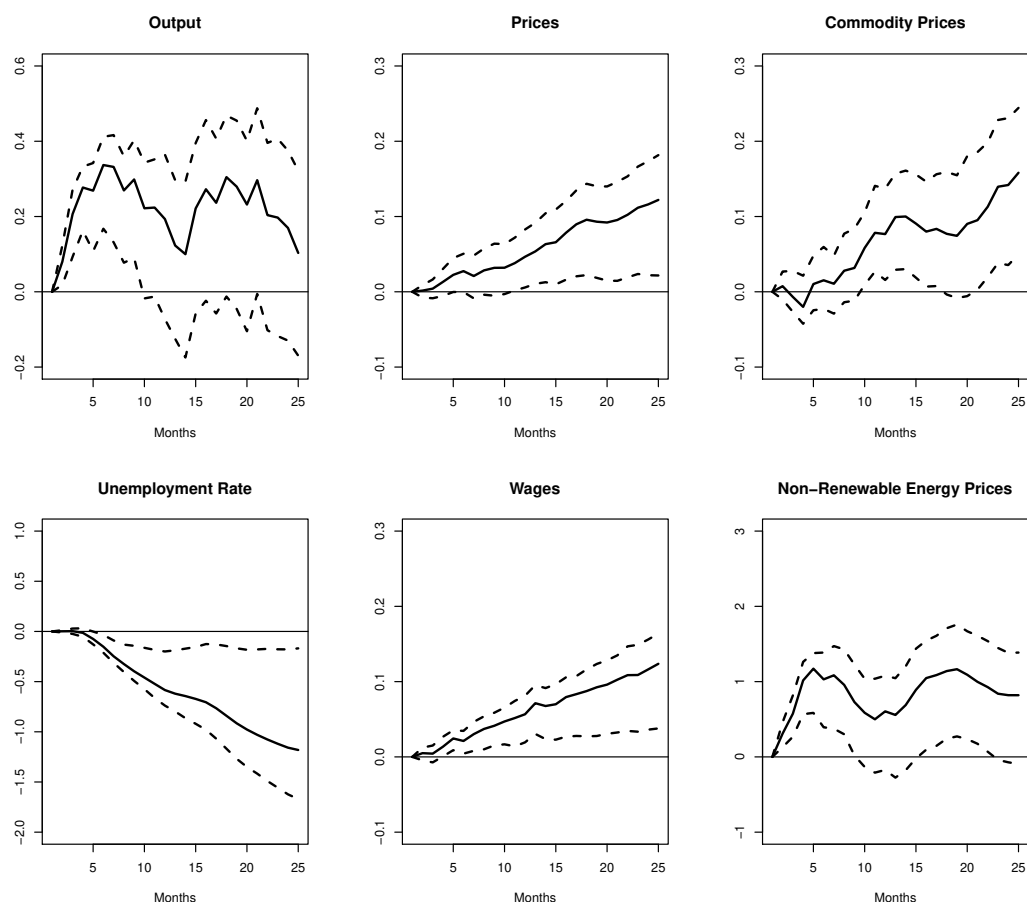 Output
0.6
0.4
0.2
0.0
−0.2
5 10 15 20 25
Months
Prices
0.3
0.2
0.1
0.0
−0.1
5 10 15 20 25
Months
Commodity Prices
0.3
0.2
0.1
0.0
−0.1
5 10 15 20 25
Months
Unemployment Rate
1.0
0.5
0.0
−0.5
−1.0
−1.5
−2.0
5 10 15 20 25
Months
Wages
0.3
0.2
0.1
0.0
−0.1
5 10 15 20 25
Months
Non−Renewable Energy Prices
3
2
1
0
−1
5 10 15 20 25
Months